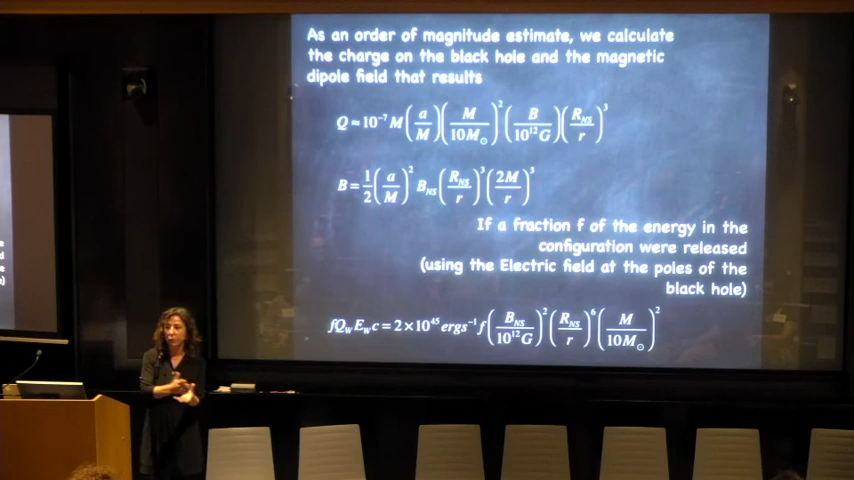 As an order of magnitude estimate, we calculate
the charge on the black hole and the magnetic
dipole field that results
Q ≈ 10⁻⁷ M (a/M) (M/10M⊙)² (B/10¹²G) (R_NS/r)³
B = 1/2 (a/M)² B_NS (R_NS/r)³ (2M/r)³
If a fraction f of the energy in the
configuration were released
(using the Electric field at the poles of the
black hole)
fQ_W E_W c = 2 × 10⁴⁵ ergs⁻¹ f (B_NS/10¹²G)² (R_NS/r)⁶ (M/10M⊙)²